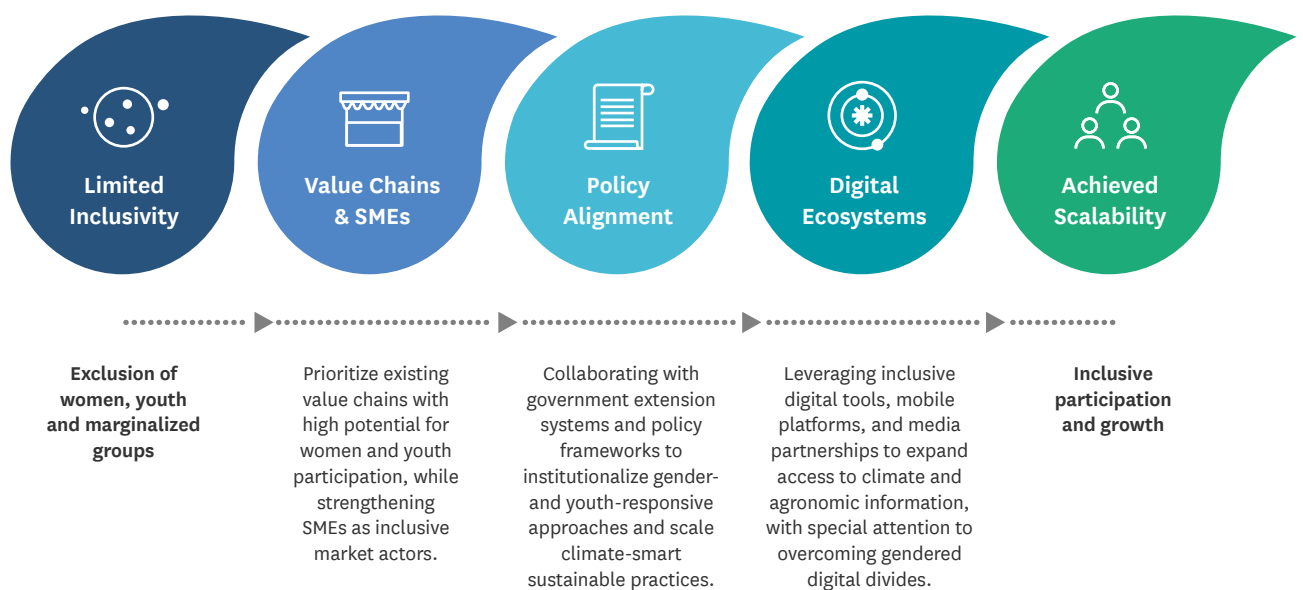 Limited
Inclusivity
Value Chains
& SMEs
Policy
Alignment
Digital
Ecosystems
Achieved
Scalability
Exclusion of
women, youth
and marginalized
groups
Prioritize existing
value chains with
high potential for
women and youth
participation, while
strengthening
SMEs as inclusive
market actors.
Collaborating with
government extension
systems and policy
frameworks to
institutionalize gender-
and youth-responsive
approaches and scale
climate-smart
sustainable practices.
Leveraging inclusive
digital tools, mobile
platforms, and media
partnerships to expand
access to climate and
agronomic information,
with special attention to
overcoming gendered
digital divides.
Inclusive
participation
and growth